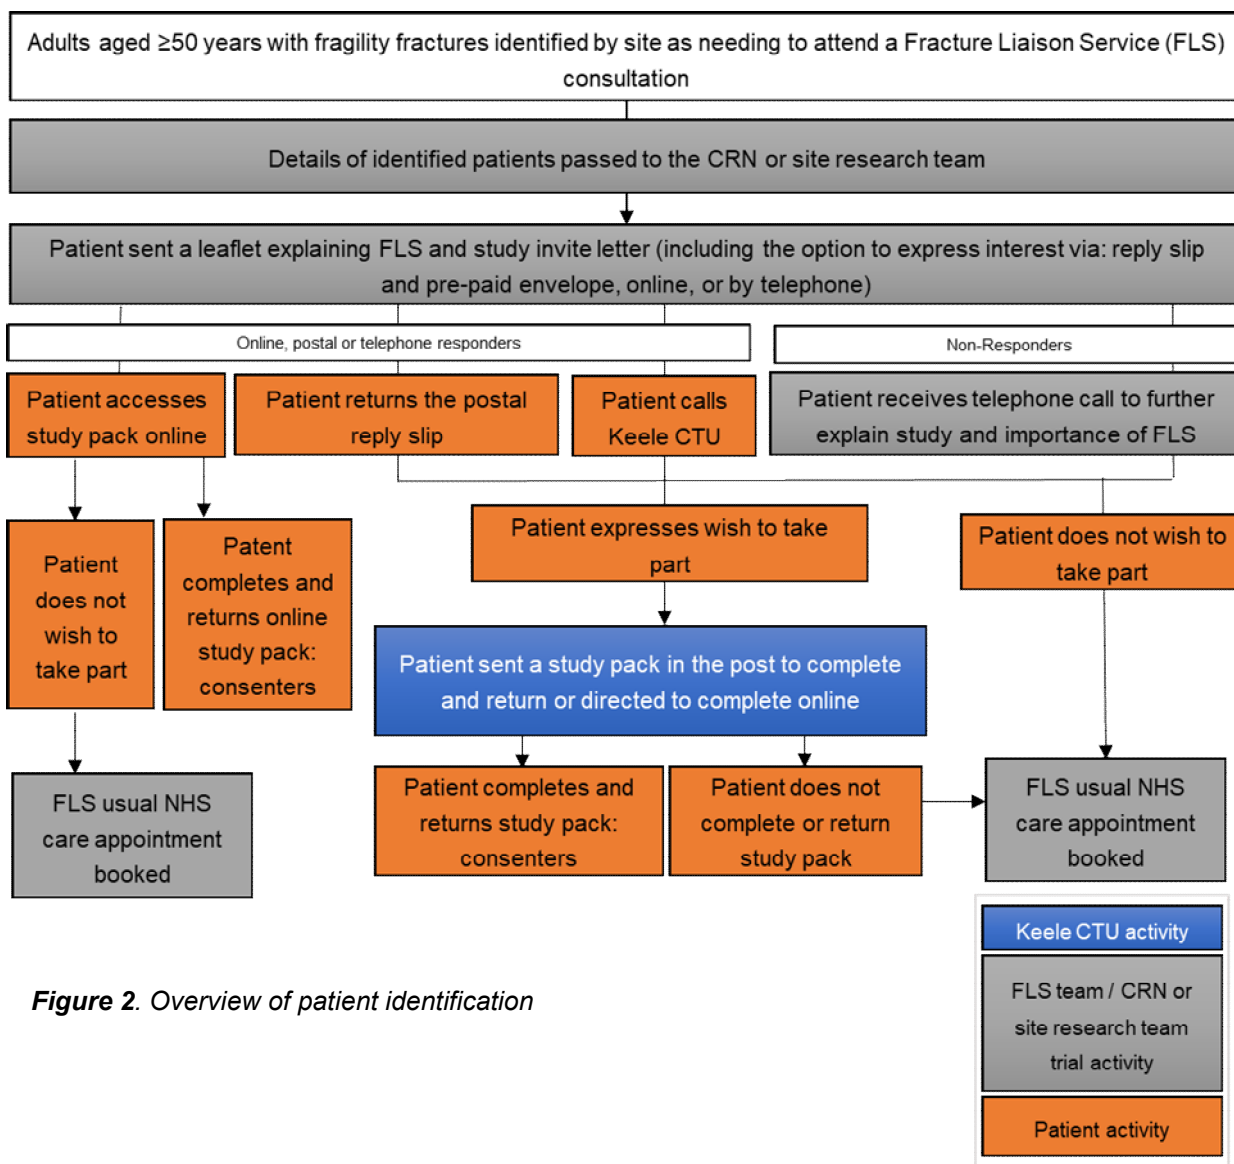 Adults aged ≥50 years with fragility fractures identified by site as needing to attend a Fracture Liaison Service (FLS)
consultation
Details of identified patients passed to the CRN or site research team
Patient sent a leaflet explaining FLS and study invite letter (including the option to express interest via: reply slip
and pre-paid envelope, online, or by telephone)
Online, postal or telephone responders
Non-Responders
Patient accesses
study pack online
Patient returns the postal
reply slip
Patient calls
Keele CTU
Patient receives telephone call to further
explain study and importance of FLS
Patient
does not
wish to
take part
Patent
completes and
returns online
study pack:
consenters
Patient expresses wish to take
part
Patient does not wish to
take part
Patient sent a study pack in the post to complete
and return or directed to complete online
FLS usual NHS
care appointment
booked
Patient completes and
returns study pack:
consenters
Patient does not
complete or return
study pack
FLS usual NHS
care appointment
booked
Keele CTU activity
FLS team / CRN or
site research team
trial activity
Patient activity
Figure 2. Overview of patient identification